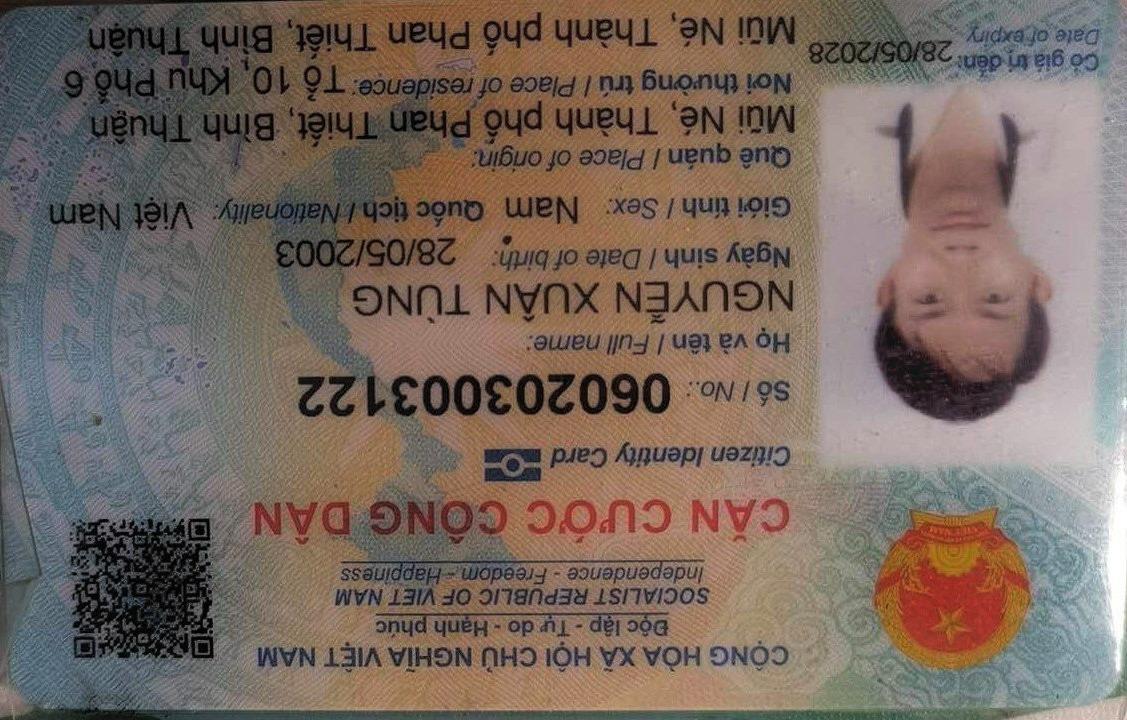 CỘNG HÒA XÃ HỘI CHỦ NGHĨA VIỆT NAM
Độc lập - Tự do - Hạnh phúc
SOCIALIST REPUBLIC OF VIET NAM
Independence - Freedom - Happiness
CĂN CƯỚC CÔNG DÂN
Citizen Identity Card
Số / No.: 060203003122
Họ và tên / Full name:
NGUYỄN XUÂN TÙNG
Ngày sinh / Date of birth: 28/05/2003
Giới tính / Sex: Nam Quốc tịch / Nationality: Việt Nam
Quê quán / Place of origin:
Mũi Né, Thành phố Phan Thiết, Bình Thuận
Nơi thường trú / Place of residence: Tổ 10, Khu Phố 6
Mũi Né, Thành phố Phan Thiết, Bình Thuận
Có giá trị đến: 28/05/2028
Date of expiry